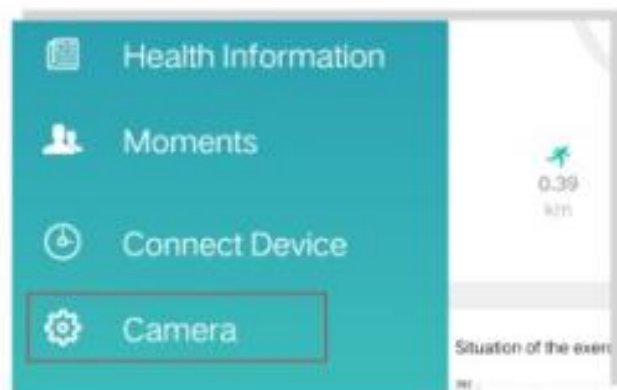 Health Information
Moments
Connect Device
Camera
0.39
km
Situation of the exerc